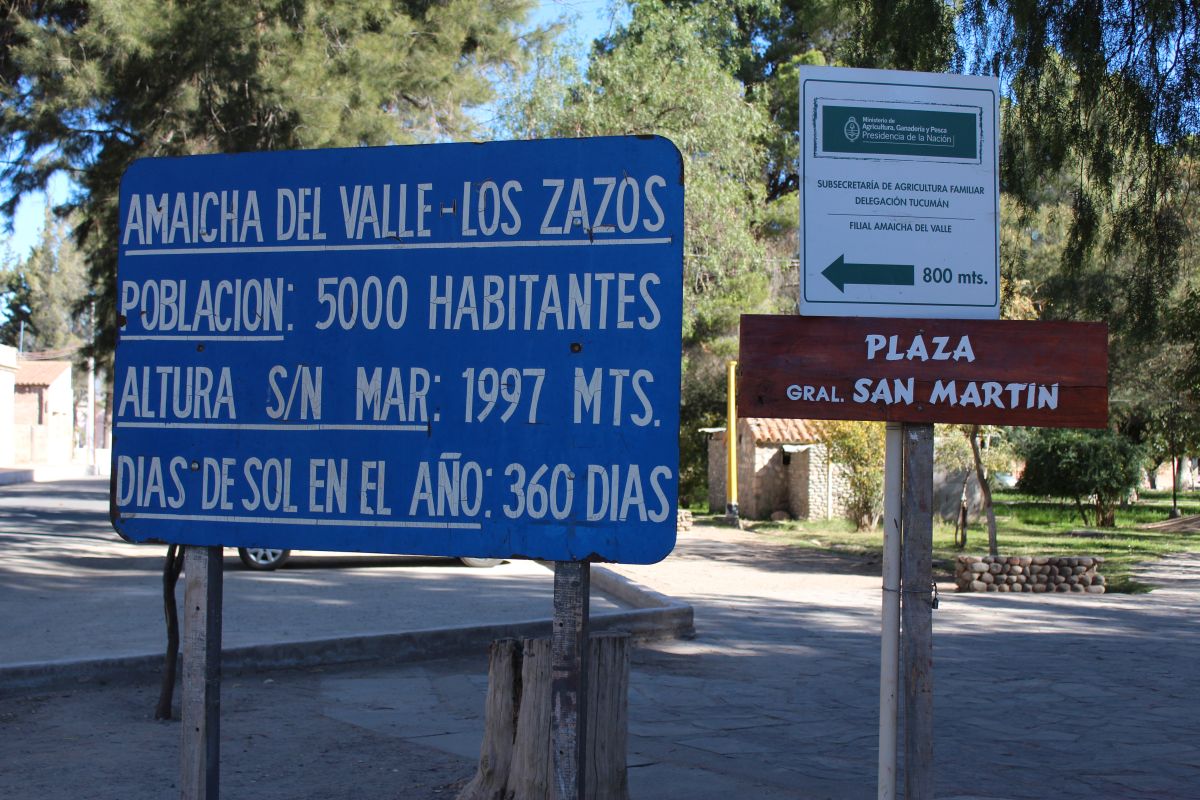 AMAICHA DEL VALLE - LOS ZAZOS
POBLACION: 5000 HABITANTES
ALTURA S/N MAR: 1997 MTS.
DIAS DE SOL EN EL AÑO: 360 DIAS
Ministerio de
Agricultura, Ganadería y Pesca
Presidencia de la Nación
SUBSECRETARÍA DE AGRICULTURA FAMILIAR
DELEGACIÓN TUCUMÁN
FILIAL AMAICHA DEL VALLE
800 mts.
PLAZA
GRAL. SAN MARTÍN